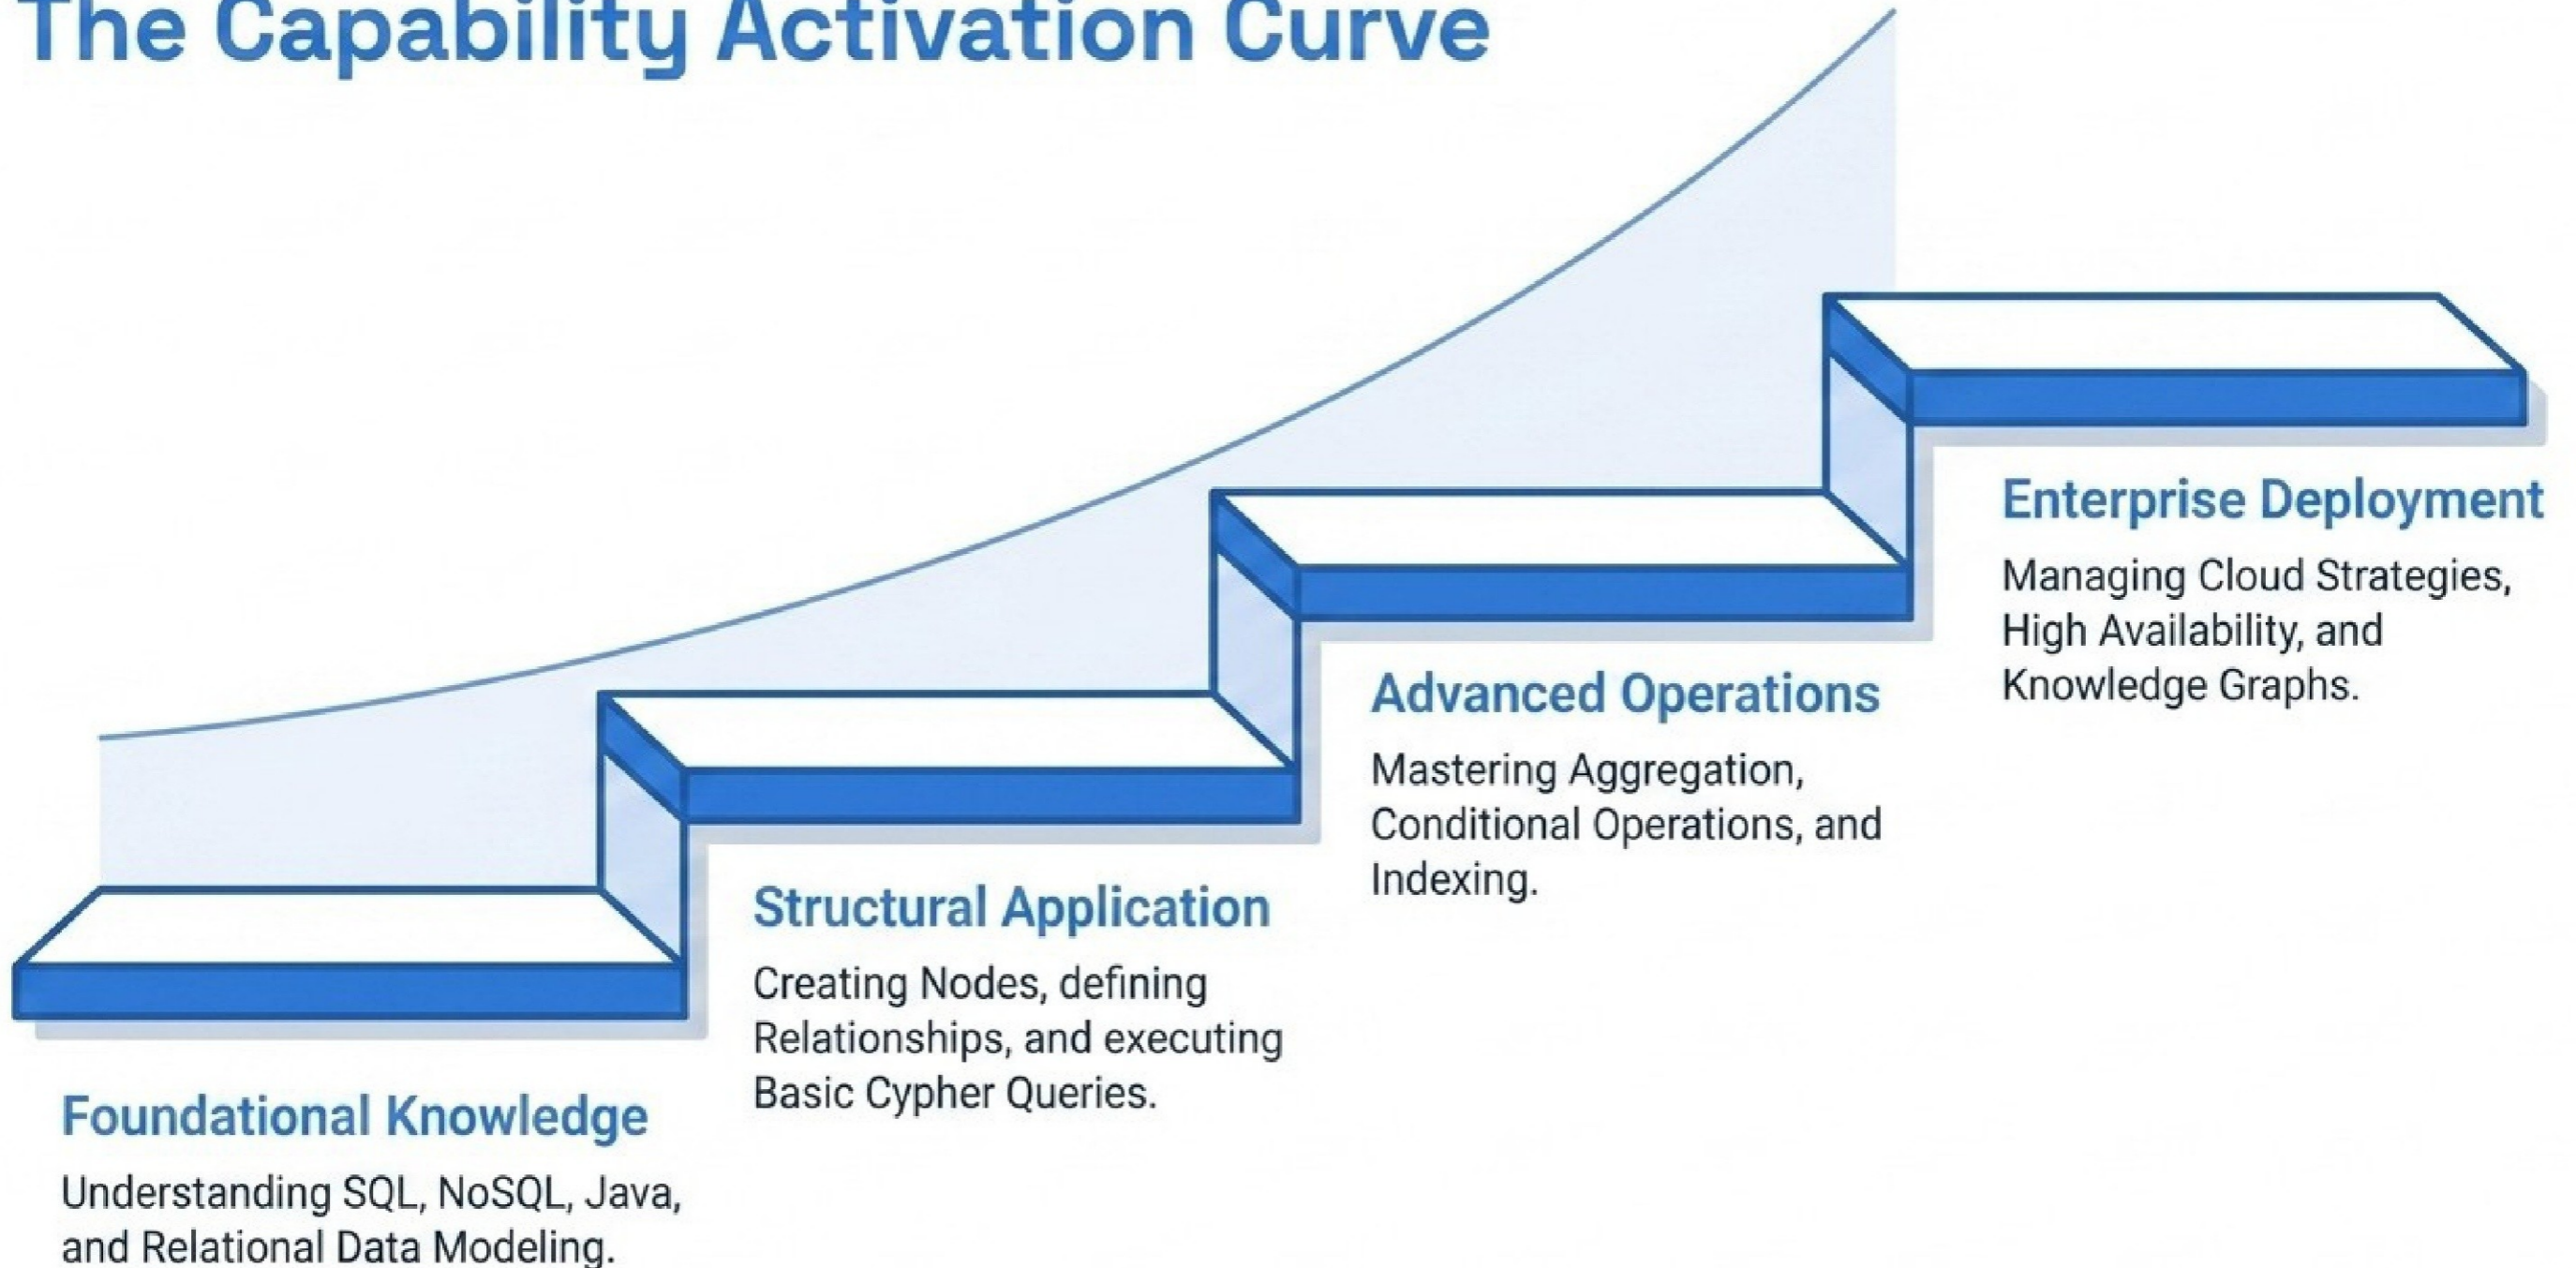 The Capability Activation Curve
Enterprise Deployment
Managing Cloud Strategies,
High Availability, and
Knowledge Graphs.
Advanced Operations
Mastering Aggregation,
Conditional Operations, and
Indexing.
Structural Application
Creating Nodes, defining
Relationships, and executing
Basic Cypher Queries.
Foundational Knowledge
Understanding SQL, NoSQL, Java,
and Relational Data Modeling.